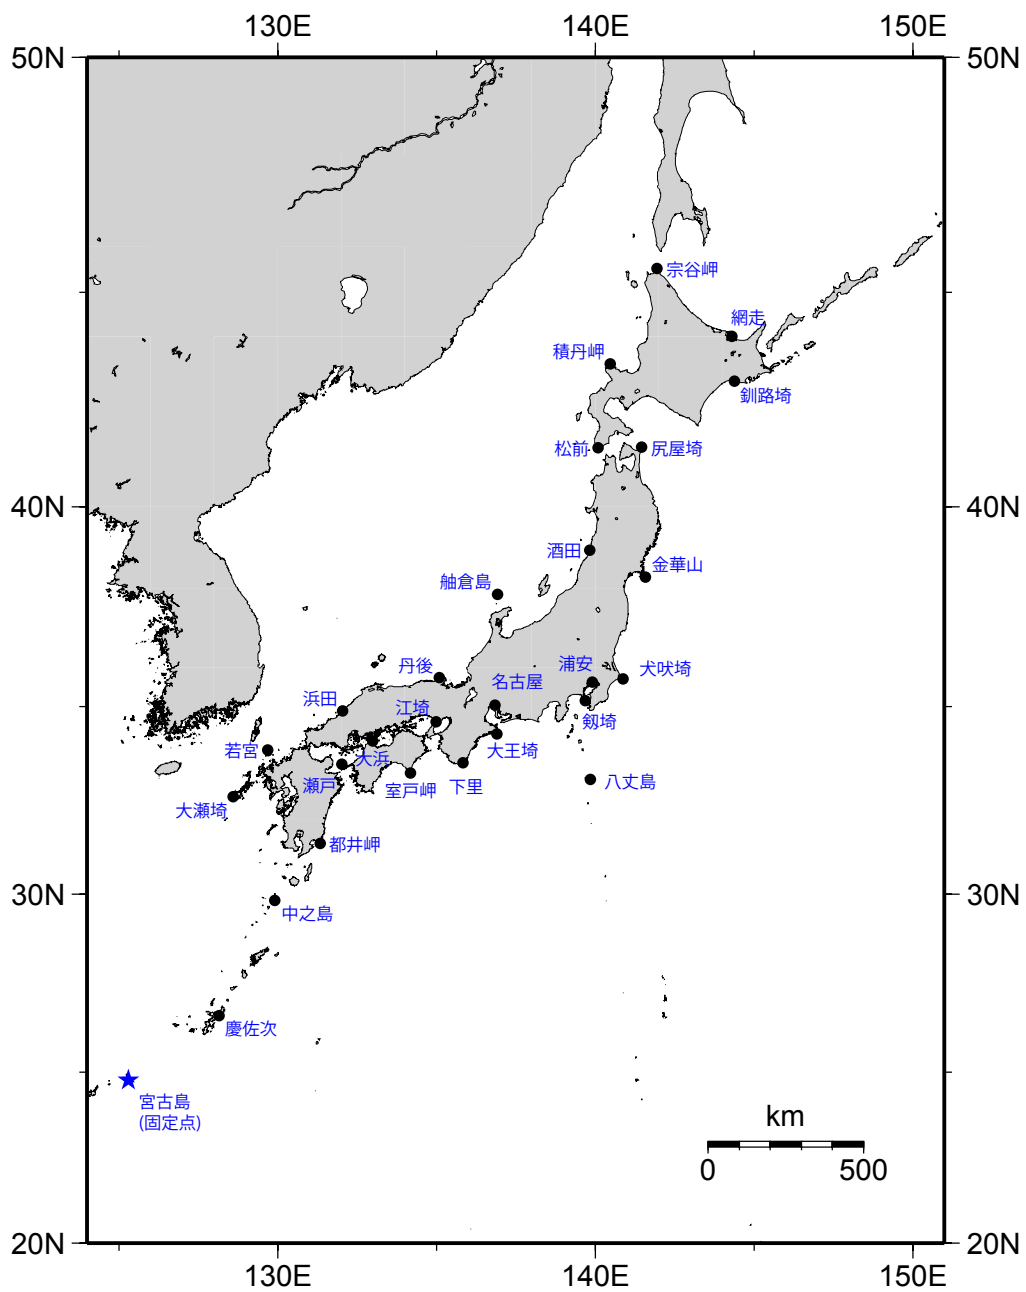 130E
140E
150E
50N
50N
宗谷岬
網走
積丹岬
釧路埼
松前
尻屋埼
40N
40N
酒田
金華山
舳倉島
丹後
浦安
犬吠埼
名古屋
浜田
江埼
剱埼
若宮
大浜
大王埼
瀬戸
室戸岬
下里
八丈島
大瀬埼
都井岬
30N
30N
中之島
慶佐次
宮古島
(固定点)
km
0
500
20N
20N
130E
140E
150E